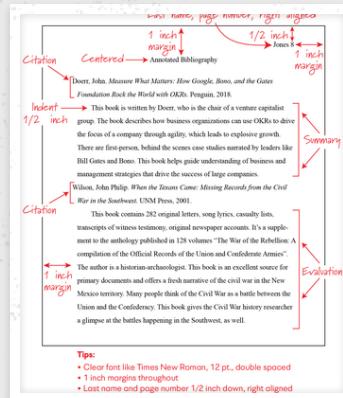 Last name, page number, right aligned
1 inch margin
1/2 inch
Jones 8
1 inch margin
Citation
Centered
Annotated Bibliography
Doerr, John. Measure What Matters: How Google, Bono, and the Gates
Foundation Rock the World with OKRs. Penguin, 2018.
Indent
1/2 inch
This book is written by Doerr, who is the chair of a venture capitalist
group. The book describes how business organizations can use OKRs to drive
the focus of a company through agility, which leads to explosive growth.
There are first-person, behind the scenes case studies narrated by leaders like
Bill Gates and Bono. This book helps guide understanding of business and
management strategies that drive the success of large companies.
Summary
Wilson, John Philip. When the Texans Came: Missing Records from the Civil
War in the Southwest. UNM Press, 2001.
Citation
This book contains 282 original letters, song lyrics, casualty lists,
transcripts of witness testimony, original newspaper accounts. It's a supple-
ment to the anthology published in 128 volumes "The War of the Rebellion: A
compilation of the Official Records of the Union and Confederate Armies".
The author is a historian-archaeologist. This book is an excellent source for
primary documents and offers a fresh narrative of the civil war in the New
Mexico territory. Many people think of the Civil War as a battle between the
Union and the Confederacy. This book gives the Civil War history researcher
a glimpse at the battles happening in the Southwest, as well.
1 inch
margin
Evaluation
Tips:
• Clear font like Times New Roman, 12 pt., double spaced
• 1 inch margins throughout
• Last name and page number 1/2 inch down, right aligned